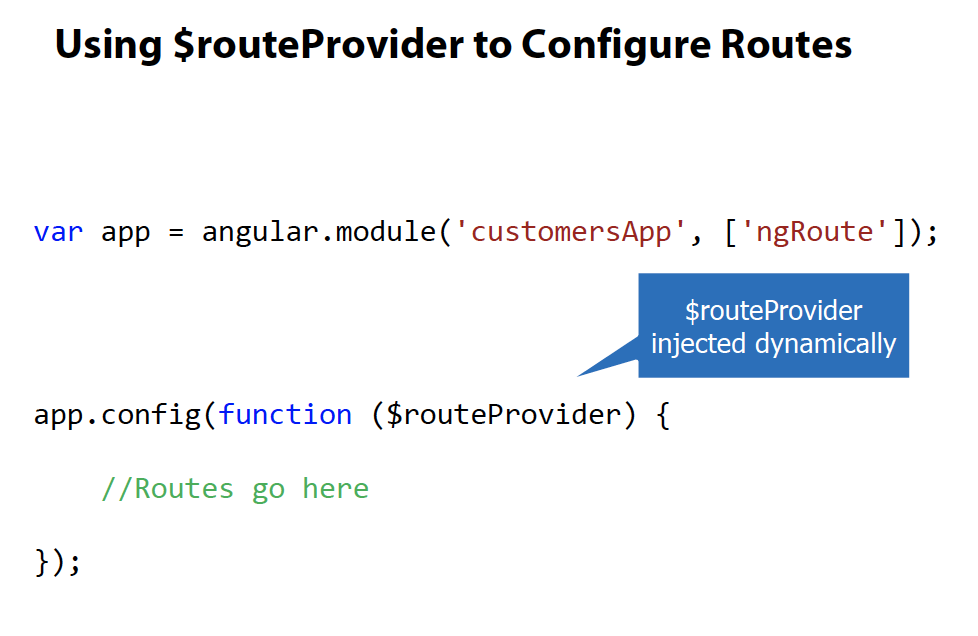 Using $routeProvider to Configure Routes
var app = angular.module('customersApp', ['ngRoute']);
$routeProvider
injected dynamically
app.config(function ($routeProvider) {
//Routes go here
});